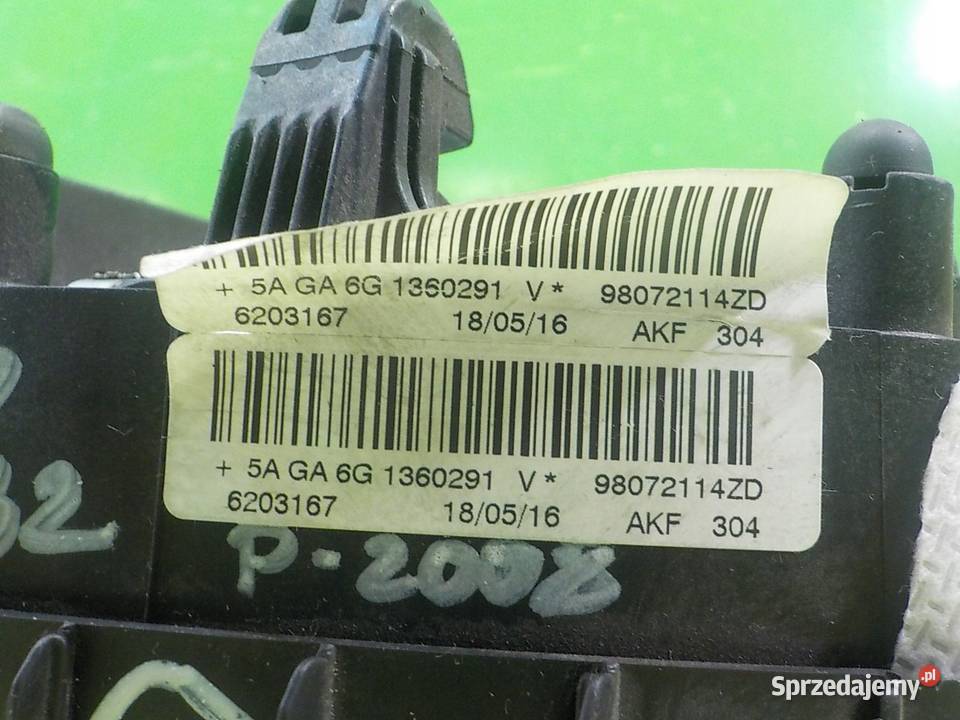 + 5A GA 6G 1360291 V* 98072114ZD
6203167 18/05/16 AKF 304
+ 5A GA 6G 1360291 V* 98072114ZD
6203167 18/05/16 AKF 304
32
P-2008
Sprzedajemy.pl